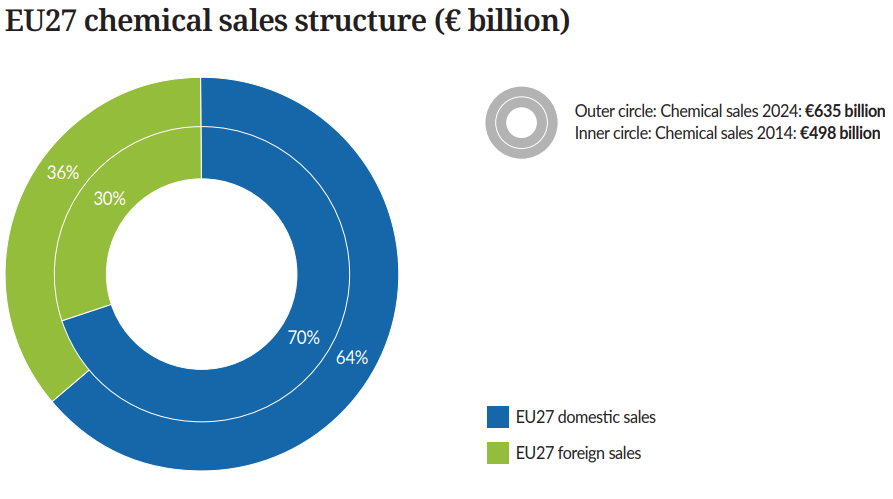 EU27 chemical sales structure (€ billion)
Outer circle: Chemical sales 2024: €635 billion
Inner circle: Chemical sales 2014: €498 billion
36%
30%
70%
64%
EU27 domestic sales
EU27 foreign sales